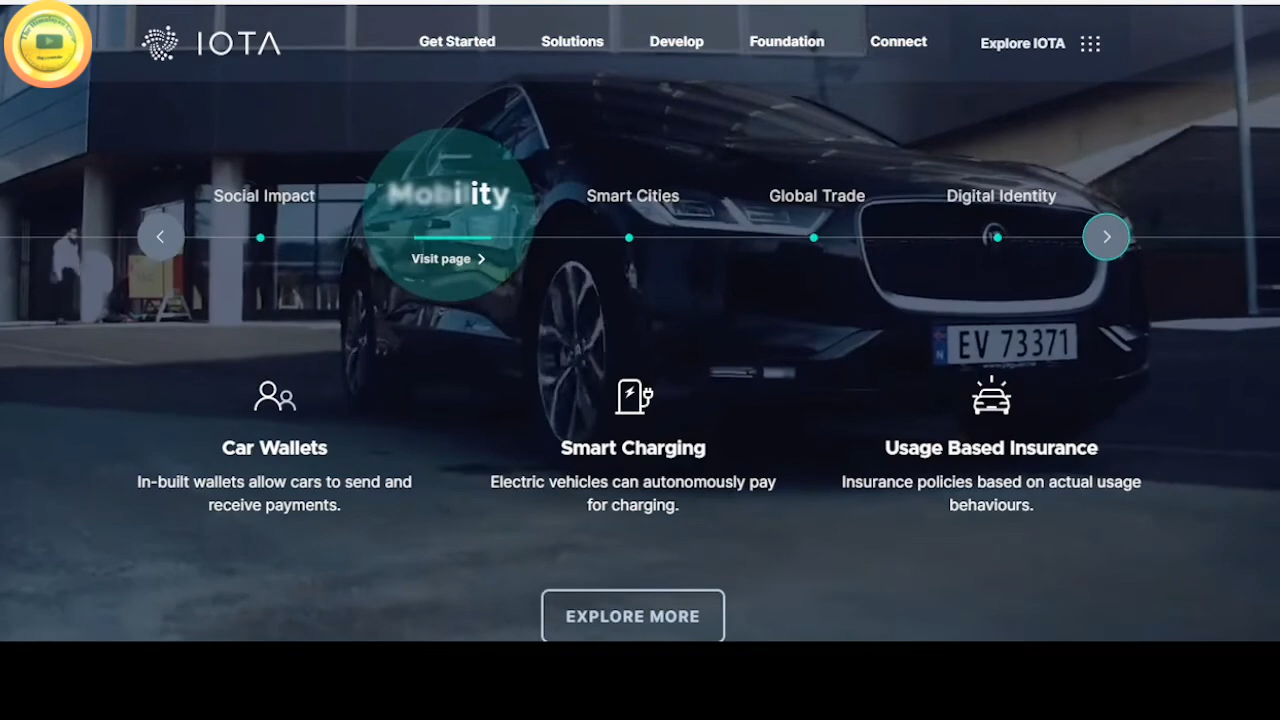 IOTA
Get Started
Solutions
Develop
Foundation
Connect
Explore IOTA
Social Impact
Mobility
Smart Cities
Global Trade
Digital Identity
Visit page
EV 73371
N
Car Wallets
In-built wallets allow cars to send and
receive payments.
Smart Charging
Electric vehicles can autonomously pay
for charging.
Usage Based Insurance
Insurance policies based on actual usage
behaviours.
EXPLORE MORE